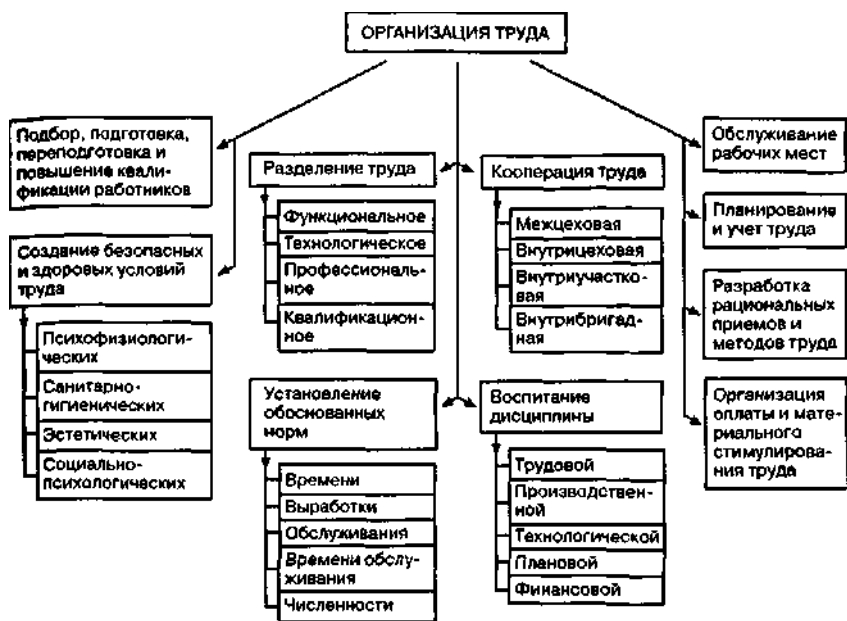 ОРГАНИЗАЦИЯ ТРУДА
Подбор, подготовка,
переподготовка и
повышение квали-
фикации работников
Создание безопасных
и здоровых условий
труда
Психофизиологи-
ческих
Санитарно-
гигиенических
Эстетических
Социально-
психологических
Разделение труда
Функциональное
Технологическое
Профессиональ-
ное
Квалификацион-
ное
Кооперация труда
Межцеховая
Внутрицеховая
Внутриучастко-
вая
Внутрибригад-
ная
Установление
обоснованных
норм
Времени
Выработки
Обслуживания
Времени обслу-
живания
Численности
Воспитание
дисциплины
Трудовой
Производствен-
ной
Технологической
Плановой
Финансовой
Обслуживание
рабочих мест
Планирование
и учет труда
Разработка
рациональных
приемов и
методов труда
Организация
оплаты и мате-
риального
стимулирова-
ния труда